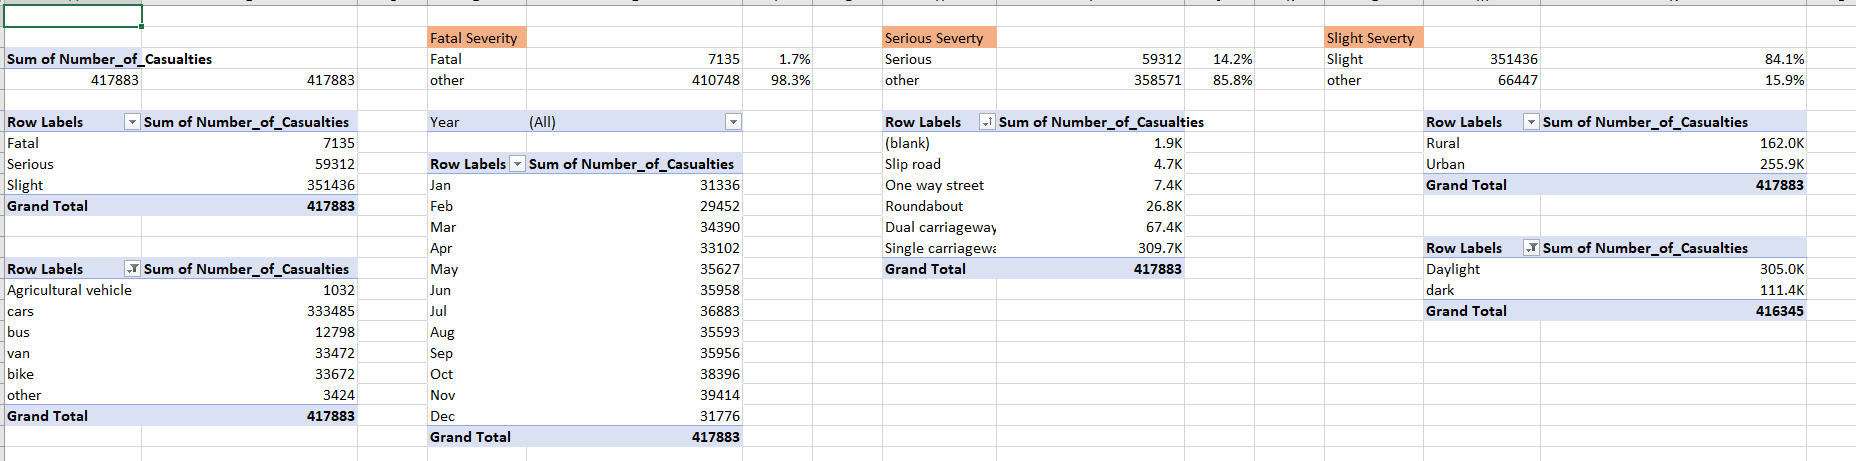 Fatal Severity Serious Severty Slight Severty
Sum of Number_of_Casualties Fatal 7135 1.7% Serious 59312 14.2% Slight 351436 84.1%
417883 417883 other 410748 98.3% other 358571 85.8% other 66447 15.9%
Row Labels Sum of Number_of_Casualties Year (All) Row Labels Sum of Number_of_Casualties Row Labels Sum of Number_of_Casualties
Fatal 7135 (blank) 1.9K Rural 162.0K
Serious 59312 Row Labels Sum of Number_of_Casualties Slip road 4.7K Urban 255.9K
Slight 351436 Jan 31336 One way street 7.4K Grand Total 417883
Grand Total 417883 Feb 29452 Roundabout 26.8K
Mar 34390 Dual carriageway 67.4K
Apr 33102 Single carriagewa 309.7K Row Labels Sum of Number_of_Casualties
Row Labels Sum of Number_of_Casualties May 35627 Grand Total 417883 Daylight 305.0K
Agricultural vehicle 1032 Jun 35958 dark 111.4K
cars 333485 Jul 36883 Grand Total 416345
bus 12798 Aug 35593
van 33472 Sep 35956
bike 33672 Oct 38396
other 3424 Nov 39414
Grand Total 417883 Dec 31776
Grand Total 417883